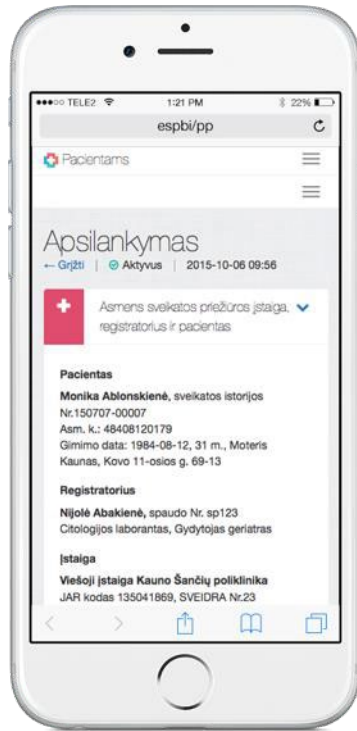 TELE2 1:21 PM 22%
espbi/pp
Pacientams
Apsilankymas
← Grįžti | Aktyvus | 2015-10-06 09:56
Asmens sveikatos priežiūros įstaiga,
registratorius ir pacientas
Pacientas
Monika Ablonskienė, sveikatos istorijos
Nr.150707-00007
Asm. k.: 48408120179
Gimimo data: 1984-08-12, 31 m., Moteris
Kaunas, Kovo 11-osios g. 69-13
Registratorius
Nijolė Abakienė, spaudo Nr. sp123
Citologijos laborantas, Gydytojas geriatras
Įstaiga
Viešoji įstaiga Kauno Šančių poliklinika
JAR kodas 135041869, SVEIDRA Nr.23